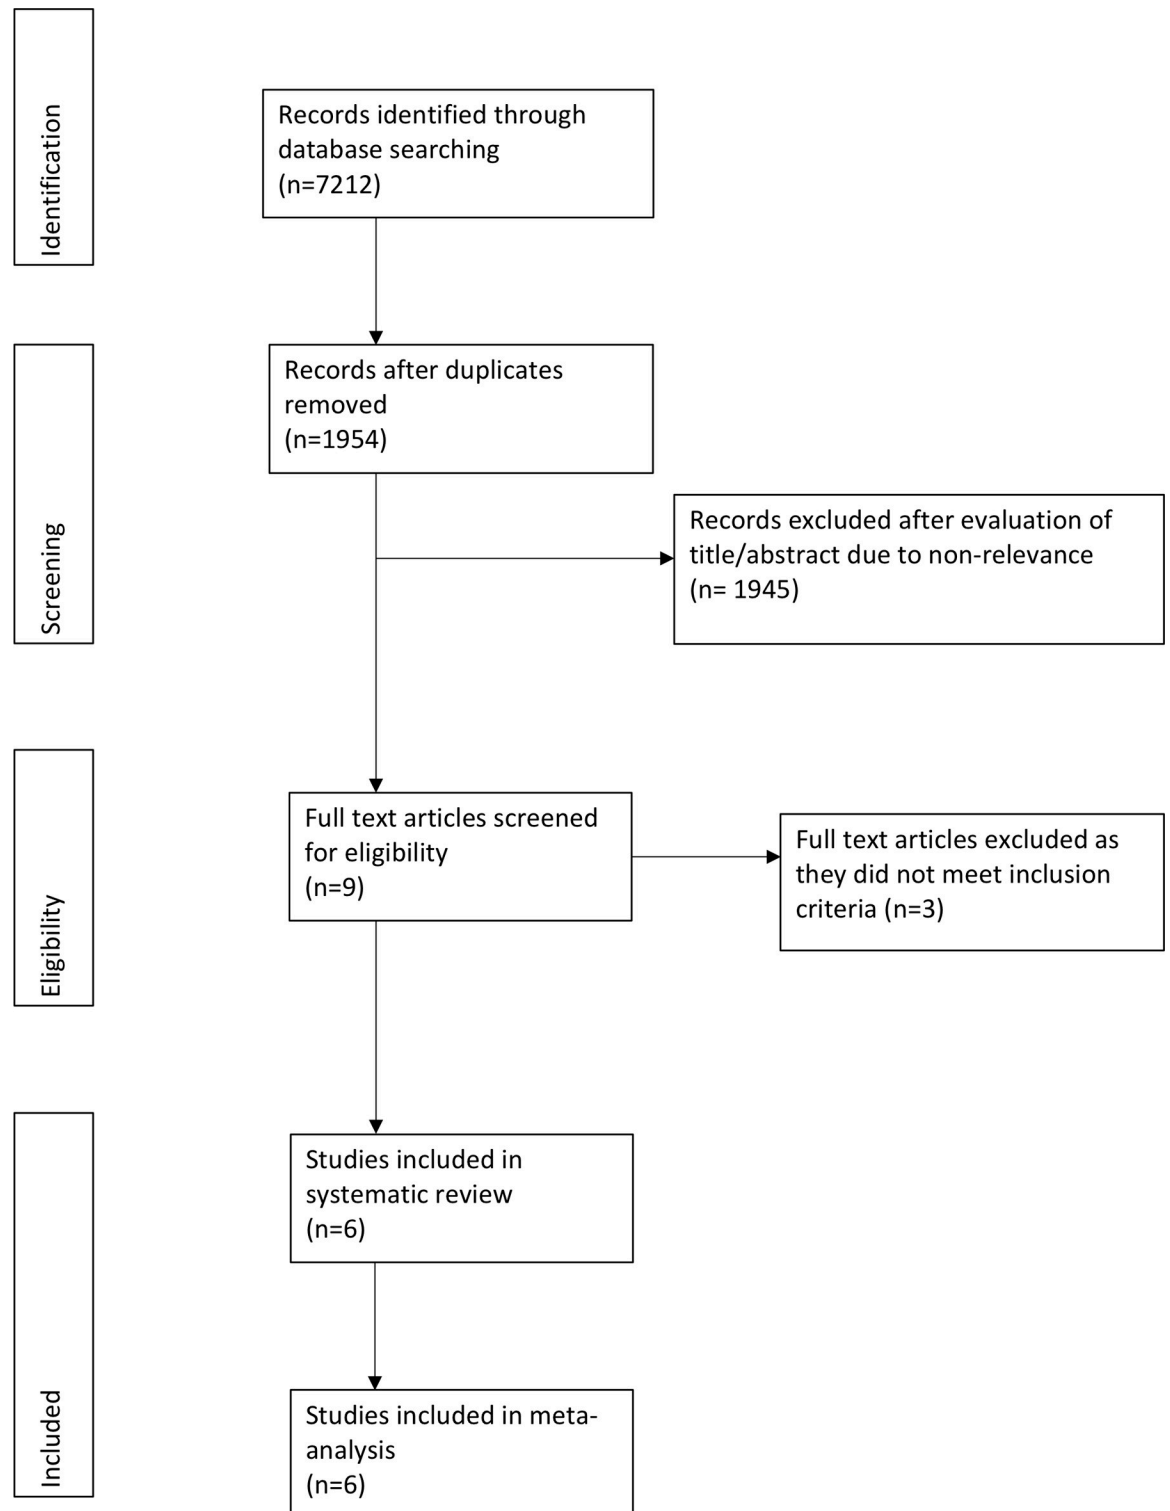 Identification
Records identified through
database searching
(n=7212)
Screening
Records after duplicates
removed
(n=1954)
Records excluded after evaluation of
title/abstract due to non-relevance
(n= 1945)
Eligibility
Full text articles screened
for eligibility
(n=9)
Full text articles excluded as
they did not meet inclusion
criteria (n=3)
Included
Studies included in
systematic review
(n=6)
Studies included in meta-
analysis
(n=6)